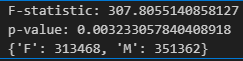 F-statistic: 307.8055140858127
p-value: 0.003233057840408918
{'F': 313468, 'M': 351362}